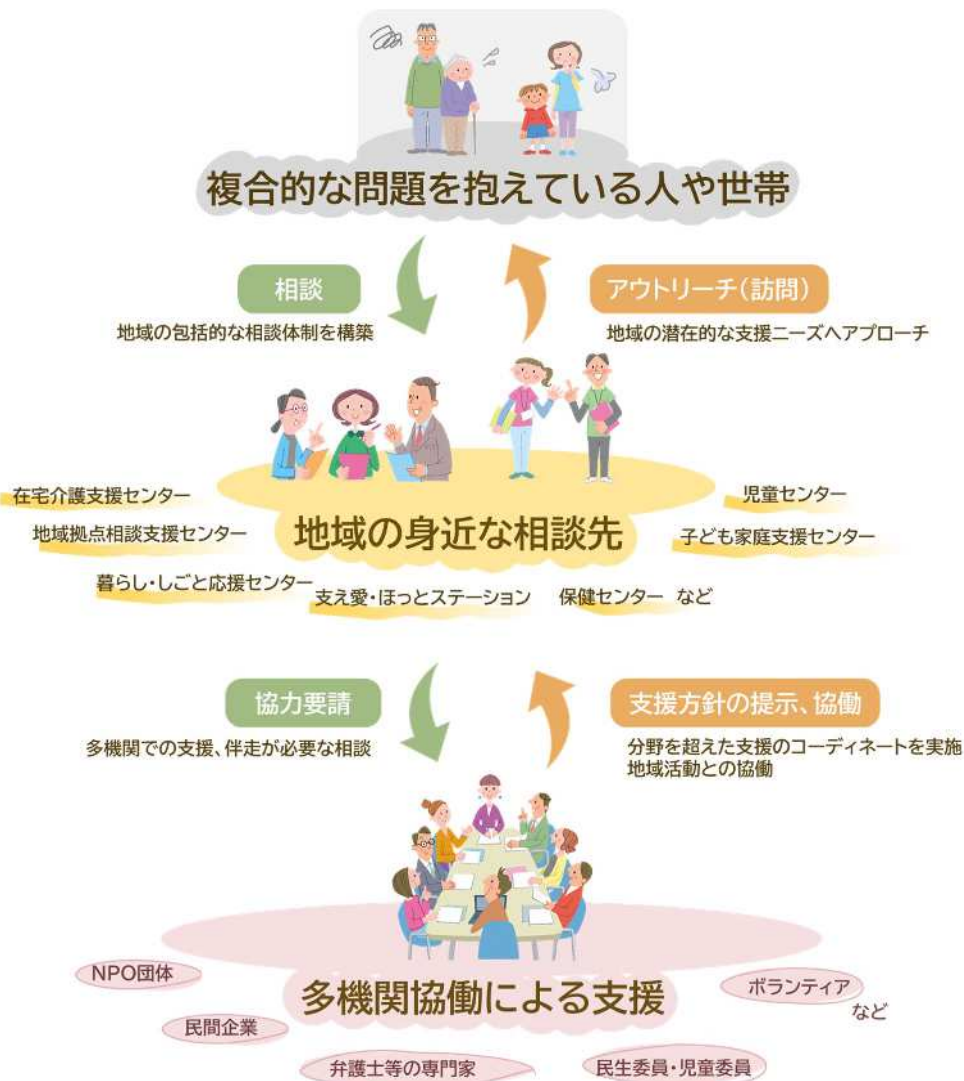 複合的な問題を抱えている人や世帯
相談
地域の包括的な相談体制を構築
アウトリーチ(訪問)
地域の潜在的な支援ニーズへアプローチ
在宅介護支援センター
地域拠点相談支援センター
暮らし・しごと応援センター
地域の身近な相談先
支え愛・ほっとステーション
保健センター など
児童センター
子ども家庭支援センター
協力要請
多機関での支援、伴走が必要な相談
支援方針の提示、協働
分野を超えた支援のコーディネートを実施
地域活動との協働
多機関協働による支援
NPO団体
民間企業
弁護士等の専門家
民生委員・児童委員
ボランティア
など